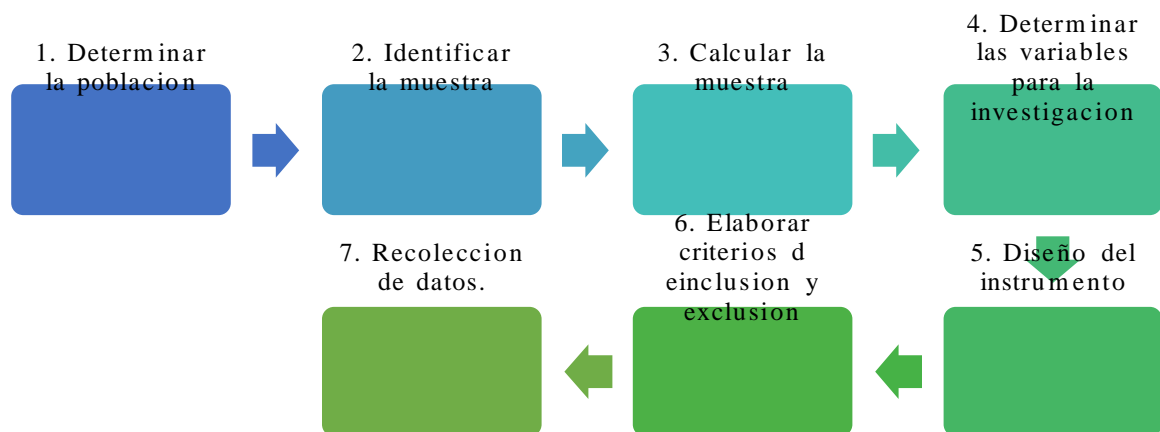 1. Determinar
la poblacion
2. Identificar
la muestra
3. Calcular la
muestra
4. Determinar
las variables
para la
investigacion
5. Diseño del
instrumento
6. Elaborar
criterios d
einclusion y
exclusion
7. Recoleccion
de datos.